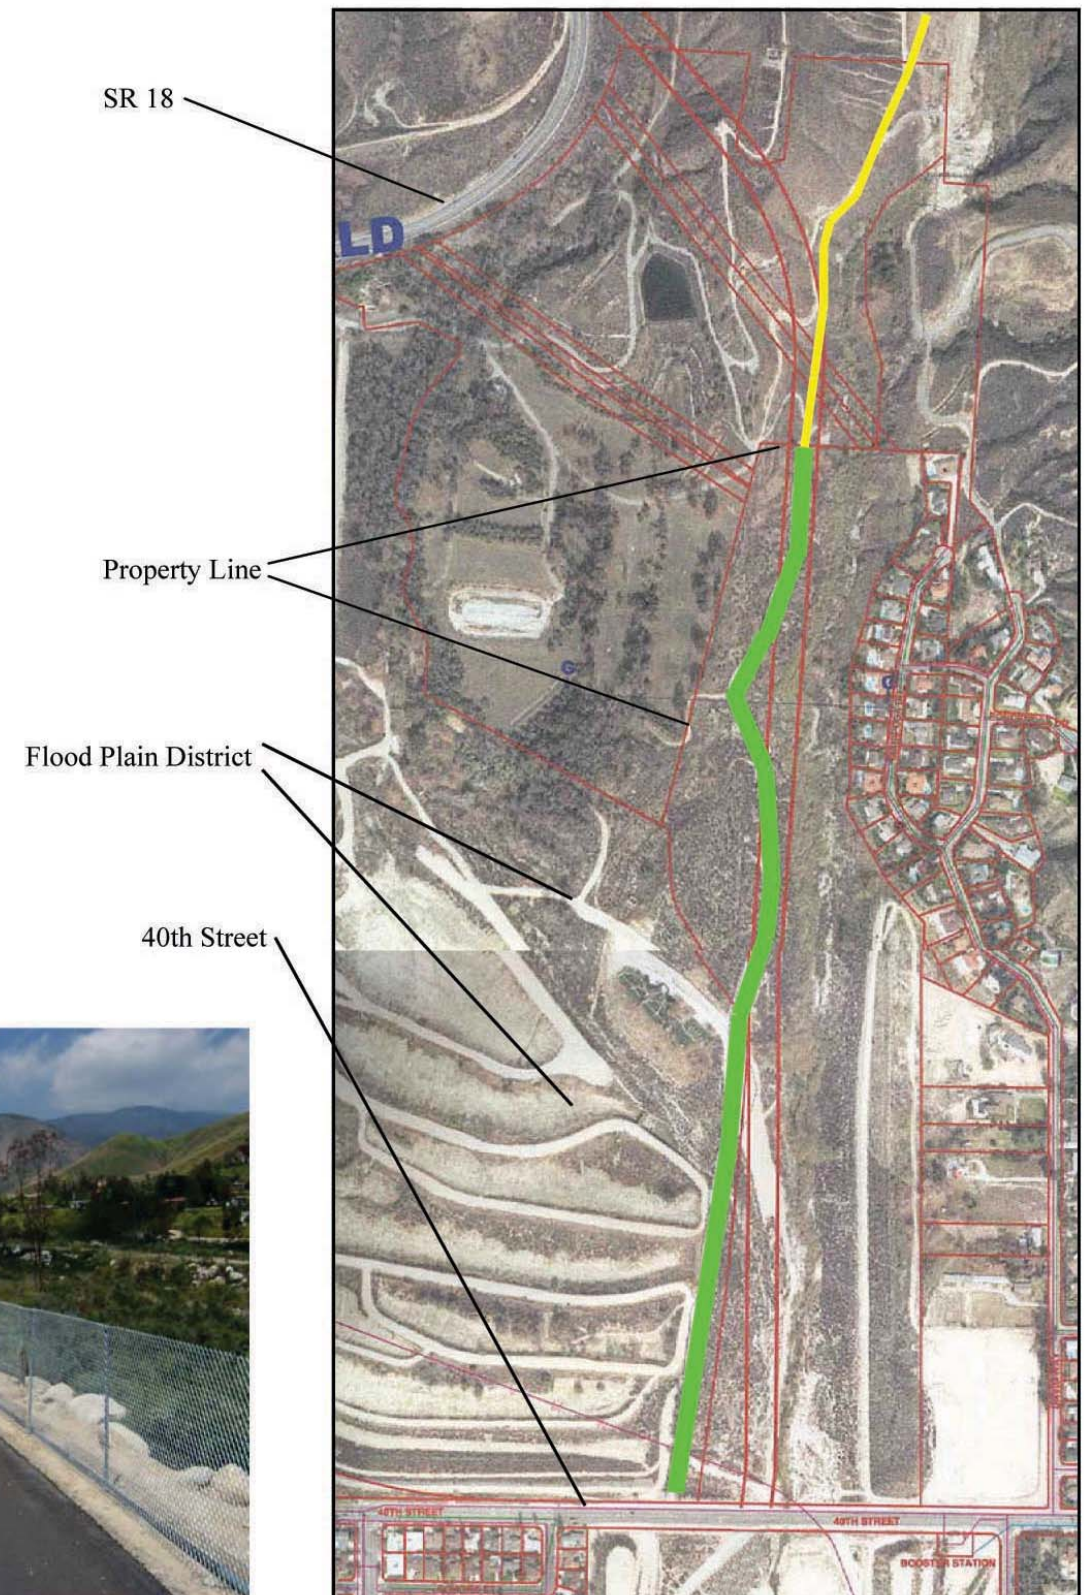 SR 18
LD
Property Line
G
Flood Plain District
40th Street
40TH STREET
40TH STREET
BOOSTER STATION